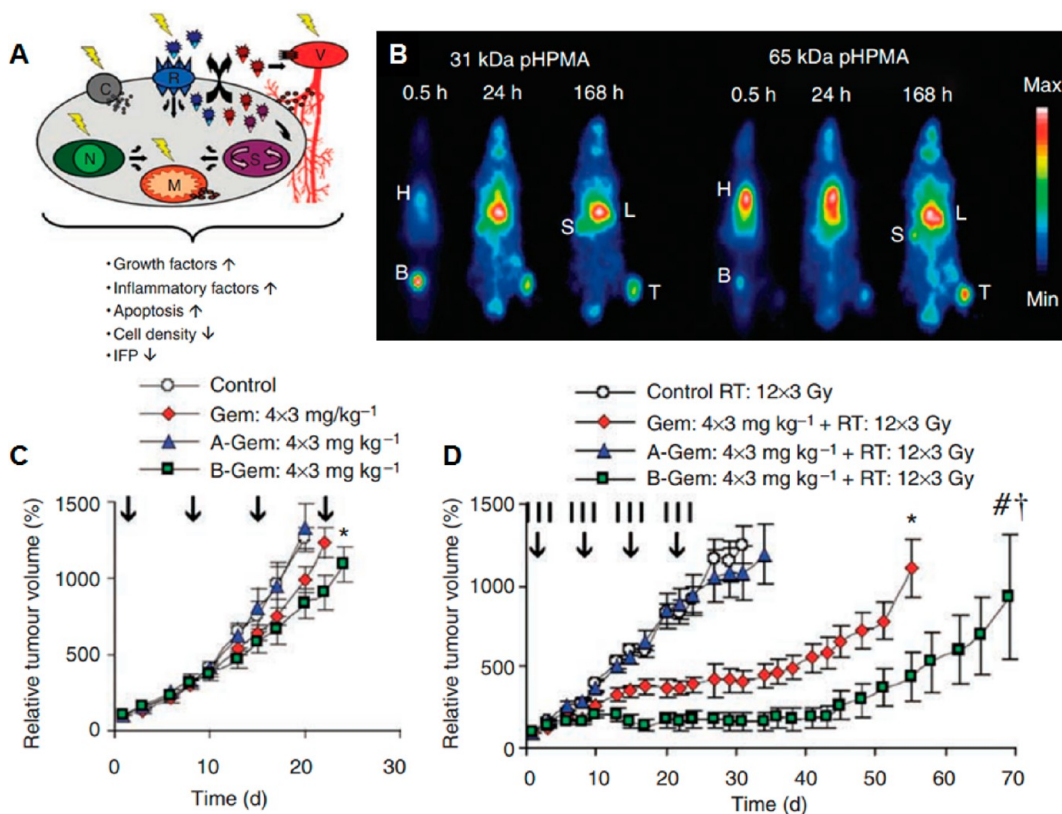 A
V
R
C
N
S
M
• Growth factors ↑
• Inflammatory factors ↑
• Apoptosis ↑
• Cell density ↓
• IFP ↓
B
31 kDa pHPMA
65 kDa pHPMA
0.5 h
24 h
168 h
0.5 h
24 h
168 h
Max
H
L
S
H
L
S
B
T
B
T
Min
Control
Gem: 4×3 mg/kg⁻¹
A-Gem: 4×3 mg kg⁻¹
B-Gem: 4×3 mg kg⁻¹
C
Relative tumour volume (%)
1500
1000
500
0
*
0
10
20
30
Time (d)
Control RT: 12×3 Gy
Gem: 4×3 mg kg⁻¹ + RT: 12×3 Gy
A-Gem: 4×3 mg kg⁻¹ + RT: 12×3 Gy
B-Gem: 4×3 mg kg⁻¹ + RT: 12×3 Gy
D
Relative tumour volume (%)
1500
1000
500
0
*
#†
0
10
20
30
40
50
60
70
Time (d)